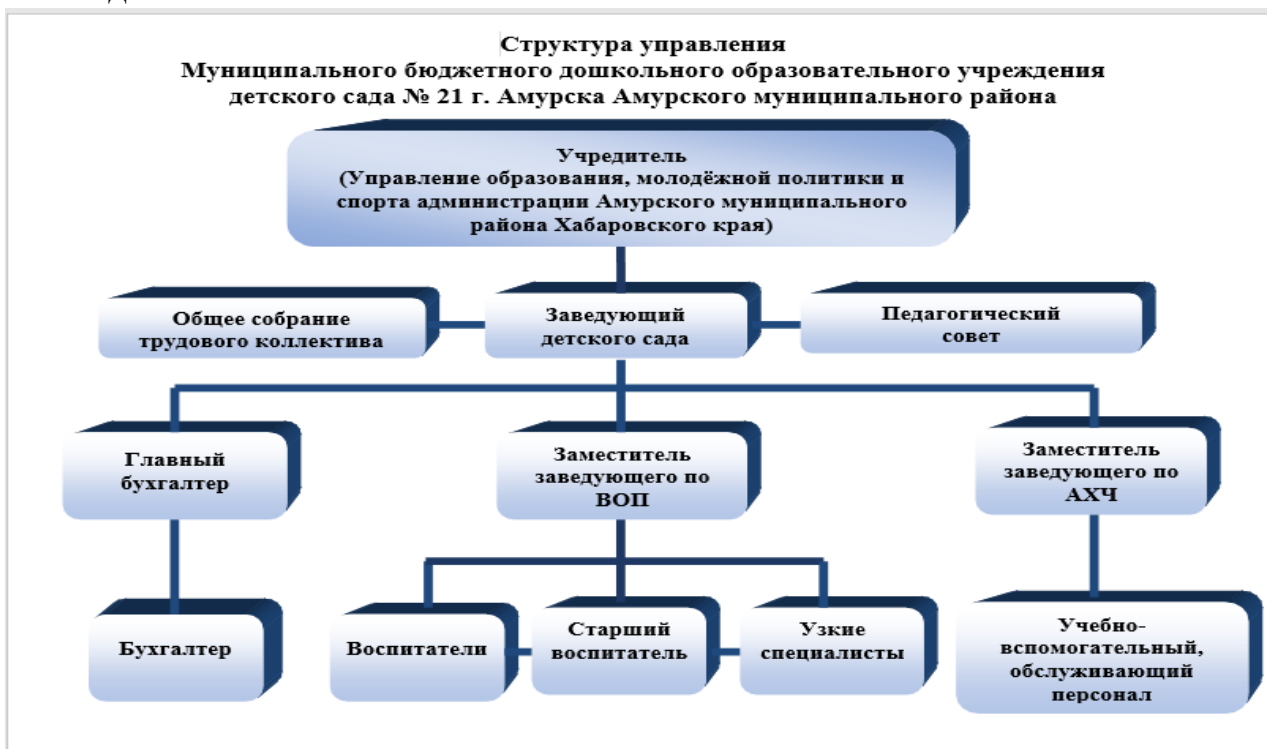 Структура управления
Муниципального бюджетного дошкольного образовательного учреждения
детского сада № 21 г. Амурска Амурского муниципального района
Учредитель
(Управление образования, молодёжной политики и
спорта администрации Амурского муниципального
района Хабаровского края)
Общее собрание
трудового коллектива
Заведующий
детского сада
Педагогический
совет
Главный
бухгалтер
Заместитель
заведующего по
ВОП
Заместитель
заведующего по
АХЧ
Бухгалтер
Воспитатели
Старший
воспитатель
Узкие
специалисты
Учебно-
вспомогательный,
обслуживающий
персонал